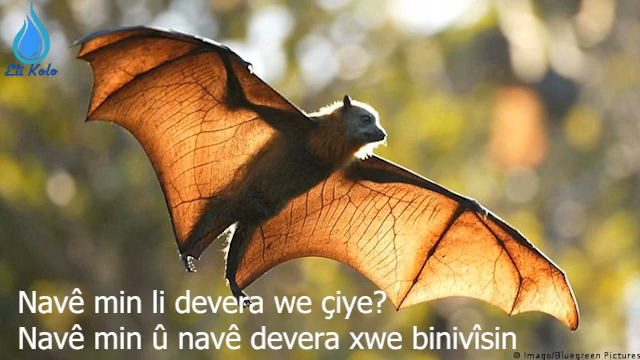 Eli Kolo
Navê min li devera we çiye?
Navê min û navê devera xwe binivîsin
© Imago/Bluegreen Pictures